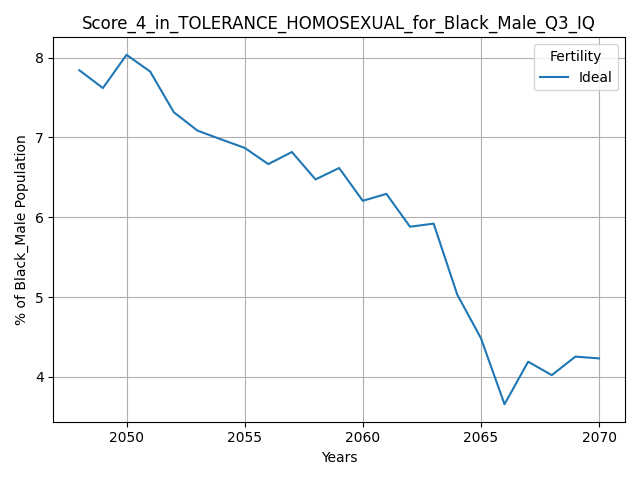 Score_4_in_TOLERANCE_HOMOSEXUAL_for_Black_Male_Q3_IQ
Fertility
Ideal
% of Black_Male Population
8
7
6
5
4
2050 2055 2060 2065 2070
Years